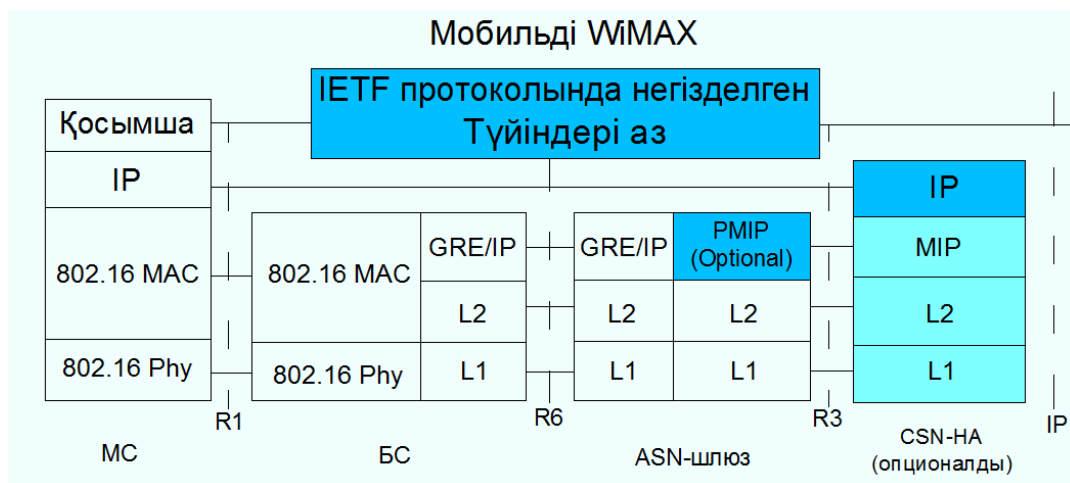 Мобильді WiMAX
IETF протоколында негізделген
Түйіндері аз
Қосымша
IP
IP
802.16 MAC
802.16 MAC
GRE/IP
GRE/IP
PMIP
(Optional)
MIP
L2
L2
L2
L2
802.16 Phy
802.16 Phy
L1
L1
L1
L1
R1
R6
R3
IP
МС
БС
ASN-шлюз
CSN-HA
(опционалды)